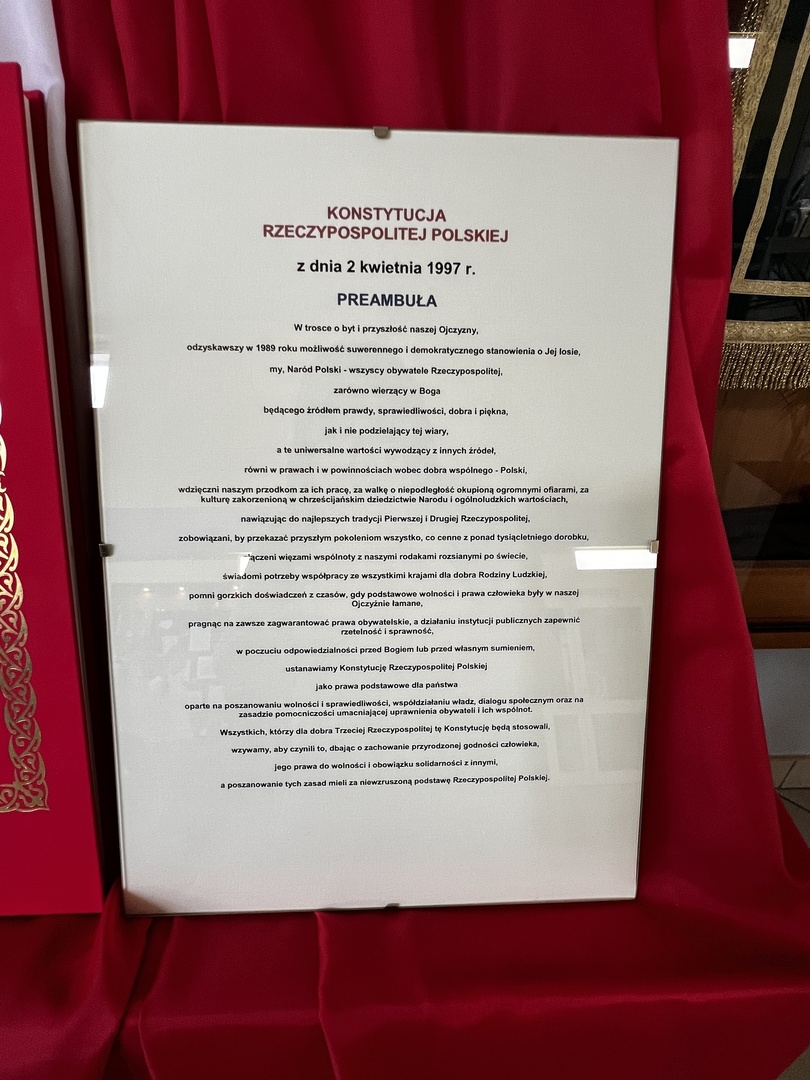 KONSTYTUCJA
RZECZYPOSPOLITEJ POLSKIEJ
z dnia 2 kwietnia 1997 r.
PREAMBUŁA
W trosce o byt i przyszłość naszej Ojczyzny,
odzyskawszy w 1989 roku możliwość suwerennego i demokratycznego stanowienia o Jej losie,
my, Naród Polski - wszyscy obywatele Rzeczypospolitej,
zarówno wierzący w Boga
będącego źródłem prawdy, sprawiedliwości, dobra i piękna,
jak i nie podzielający tej wiary,
a te uniwersalne wartości wywodzący z innych źródeł,
równi w prawach i w powinnościach wobec dobra wspólnego - Polski,
wdzięczni naszym przodkom za ich pracę, za walkę o niepodległość okupioną ogromnymi ofiarami, za
kulturę zakorzenioną w chrześcijańskim dziedzictwie Narodu i ogólnoludzkich wartościach,
nawiązując do najlepszych tradycji Pierwszej i Drugiej Rzeczypospolitej,
zobowiązani, by przekazać przyszłym pokoleniom wszystko, co cenne z ponad tysiącletniego dorobku,
złączeni więzami wspólnoty z naszymi rodakami rozsianymi po świecie,
świadomi potrzeby współpracy ze wszystkimi krajami dla dobra Rodziny Ludzkiej,
pomni gorzkich doświadczeń z czasów, gdy podstawowe wolności i prawa człowieka były w naszej
Ojczyźnie łamane,
pragnąc na zawsze zagwarantować prawa obywatelskie, a działaniu instytucji publicznych zapewnić
rzetelność i sprawność,
w poczuciu odpowiedzialności przed Bogiem lub przed własnym sumieniem,
ustanawiamy Konstytucję Rzeczypospolitej Polskiej
jako prawa podstawowe dla państwa
oparte na poszanowaniu wolności i sprawiedliwości, współdziałaniu władz, dialogu społecznym oraz na
zasadzie pomocniczości umacniającej uprawnienia obywateli i ich wspólnot.
Wszystkich, którzy dla dobra Trzeciej Rzeczypospolitej tę Konstytucję będą stosowali,
wzywamy, aby czynili to, dbając o zachowanie przyrodzonej godności człowieka,
jego prawa do wolności i obowiązku solidarności z innymi,
a poszanowanie tych zasad mieli za niewzruszoną podstawę Rzeczypospolitej Polskiej.